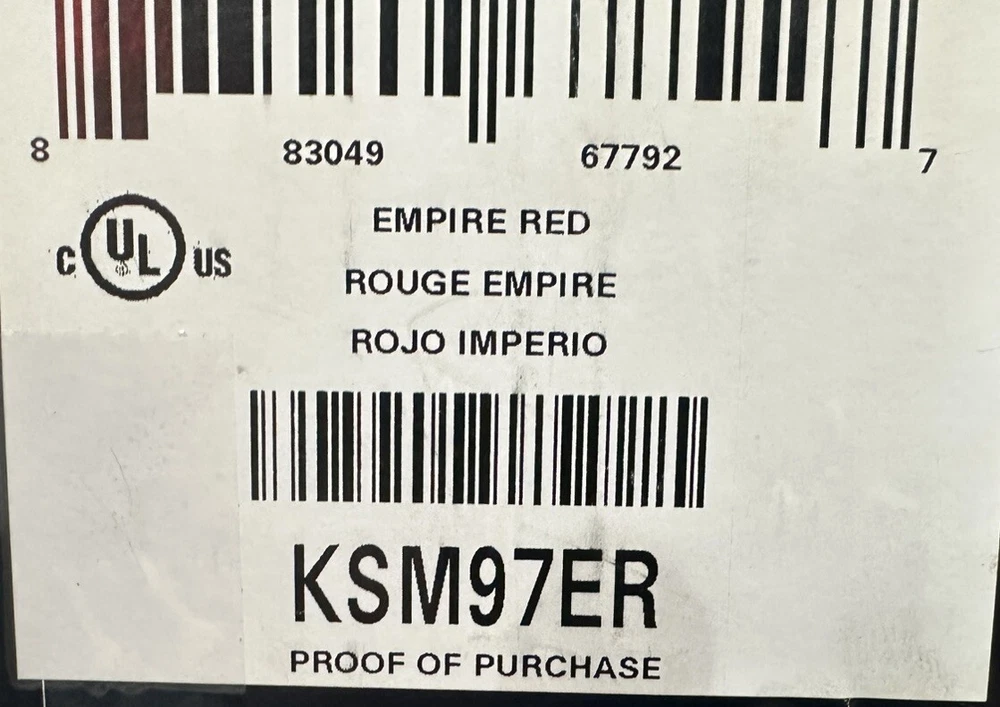 8 83049 67792 7
C UL US
EMPIRE RED
ROUGE EMPIRE
ROJO IMPERIO
KSM97ER
PROOF OF PURCHASE